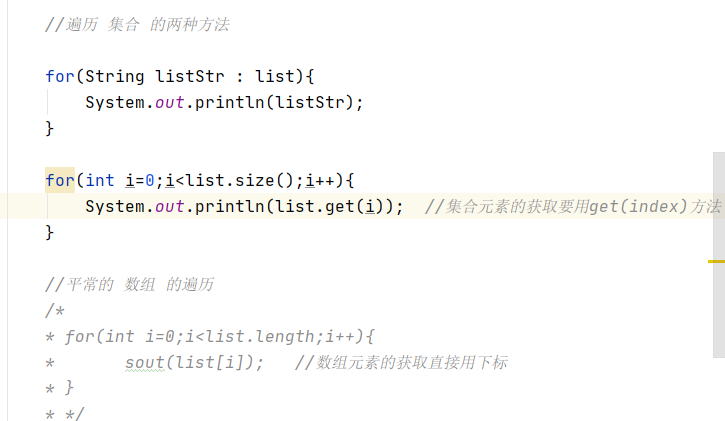 //遍历 集合 的两种方法
for(String listStr : list){
System.out.println(listStr);
}
for(int i=0;i<list.size();i++){
System.out.println(list.get(i)); //集合元素的获取要用get(index)方法
}
//平常的 数组 的遍历
/*
* for(int i=0;i<list.length;i++){
* sout(list[i]); //数组元素的获取直接用下标
* }
* */